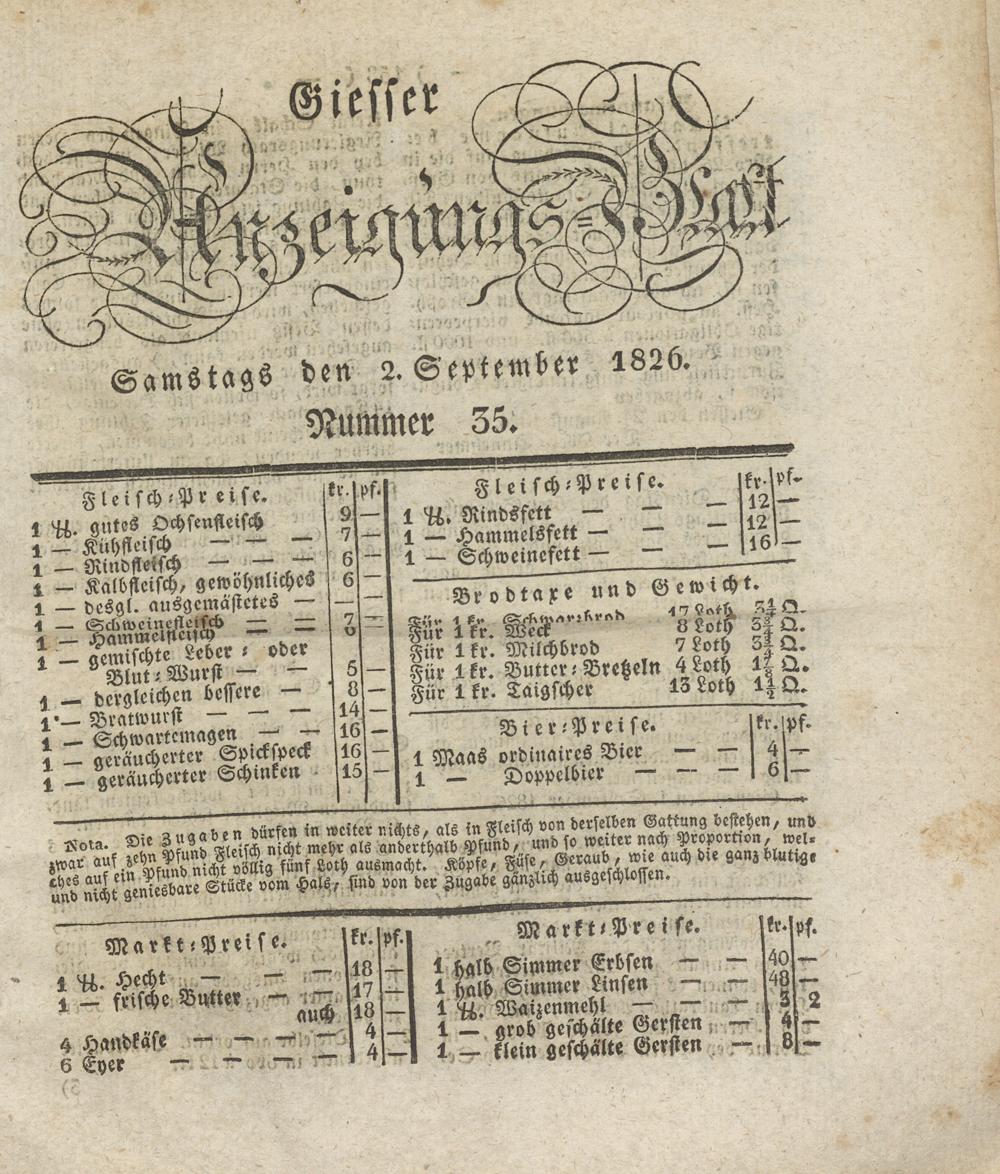 Giesser
Anzeigungs-Blatt
Samstags den 2. September 1826.
Nummer 35.
Fleisch-Preise. kr. pf.
1 ℔. gutes Ochsenfleisch 9 —
1 — Kühfleisch — — — 7 —
1 — Rindfleisch — — — 6 —
1 — Kalbfleisch, gewöhnliches 6 —
1 — desgl. ausgemästetes — — —
1 — Schweinefleisch — — 7 —
1 — Hammelfleisch — — 6
1 — gemischte Leber- oder
Blut-Wurst — — 5 —
1 — dergleichen bessere — 8 —
1 — Bratwurst — — — 14 —
1 — Schwartemagen — — 16 —
1 — geräucherter Spickspeck 16 —
1 — geräucherter Schinken 15 —
Fleisch-Preise. kr. pf.
1 ℔. Rindsfett — — — 12 —
1 — Hammelsfett — — — 12 —
1 — Schweinefett — — — 16 —
Brodtaxe und Gewicht.
Für 1 kr. Schwarzbrod 17 Loth Q.
Für 1 kr. Weck 8 Loth Q.
Für 1 kr. Milchbrod 7 Loth Q.
Für 1 kr. Butter-Bretzeln 4 Loth Q.
Für 1 kr. Taigscher 13 Loth 1½ Q.
Bier-Preise. kr. pf.
1 Maas ordinaires Bier — — 4 —
1 — Doppelbier — — — 6 —
Nota. Die Zugaben dürfen in weiter nichts, als in Fleisch von derselben Gattung bestehen, und
zwar auf zehn Pfund Fleisch nicht mehr als anderthalb Pfund, und so weiter nach Proportion, wel-
ches auf ein Pfund nicht völlig fünf Loth ausmacht. Köpfe, Füse, Geraub, wie auch die ganz blutige
und nicht geniesbare Stücke vom Hals, sind von der Zugabe gänzlich ausgeschlossen.
Markt-Preise. kr. pf.
1 ℔. Hecht — — — 18 —
1 — frische Butter — — 17 —
auch 18 —
4 Handkäse — — — — 4 —
6 Eyer — — — — — 4 —
Markt-Preise. kr. pf.
1 halb Simmer Erbsen — — 40 —
1 halb Simmer Linsen — — 48 —
1 ℔. Waizenmehl — — — 3 2
1 — grob geschälte Gersten — 4 —
1 — klein geschälte Gersten — 8 —